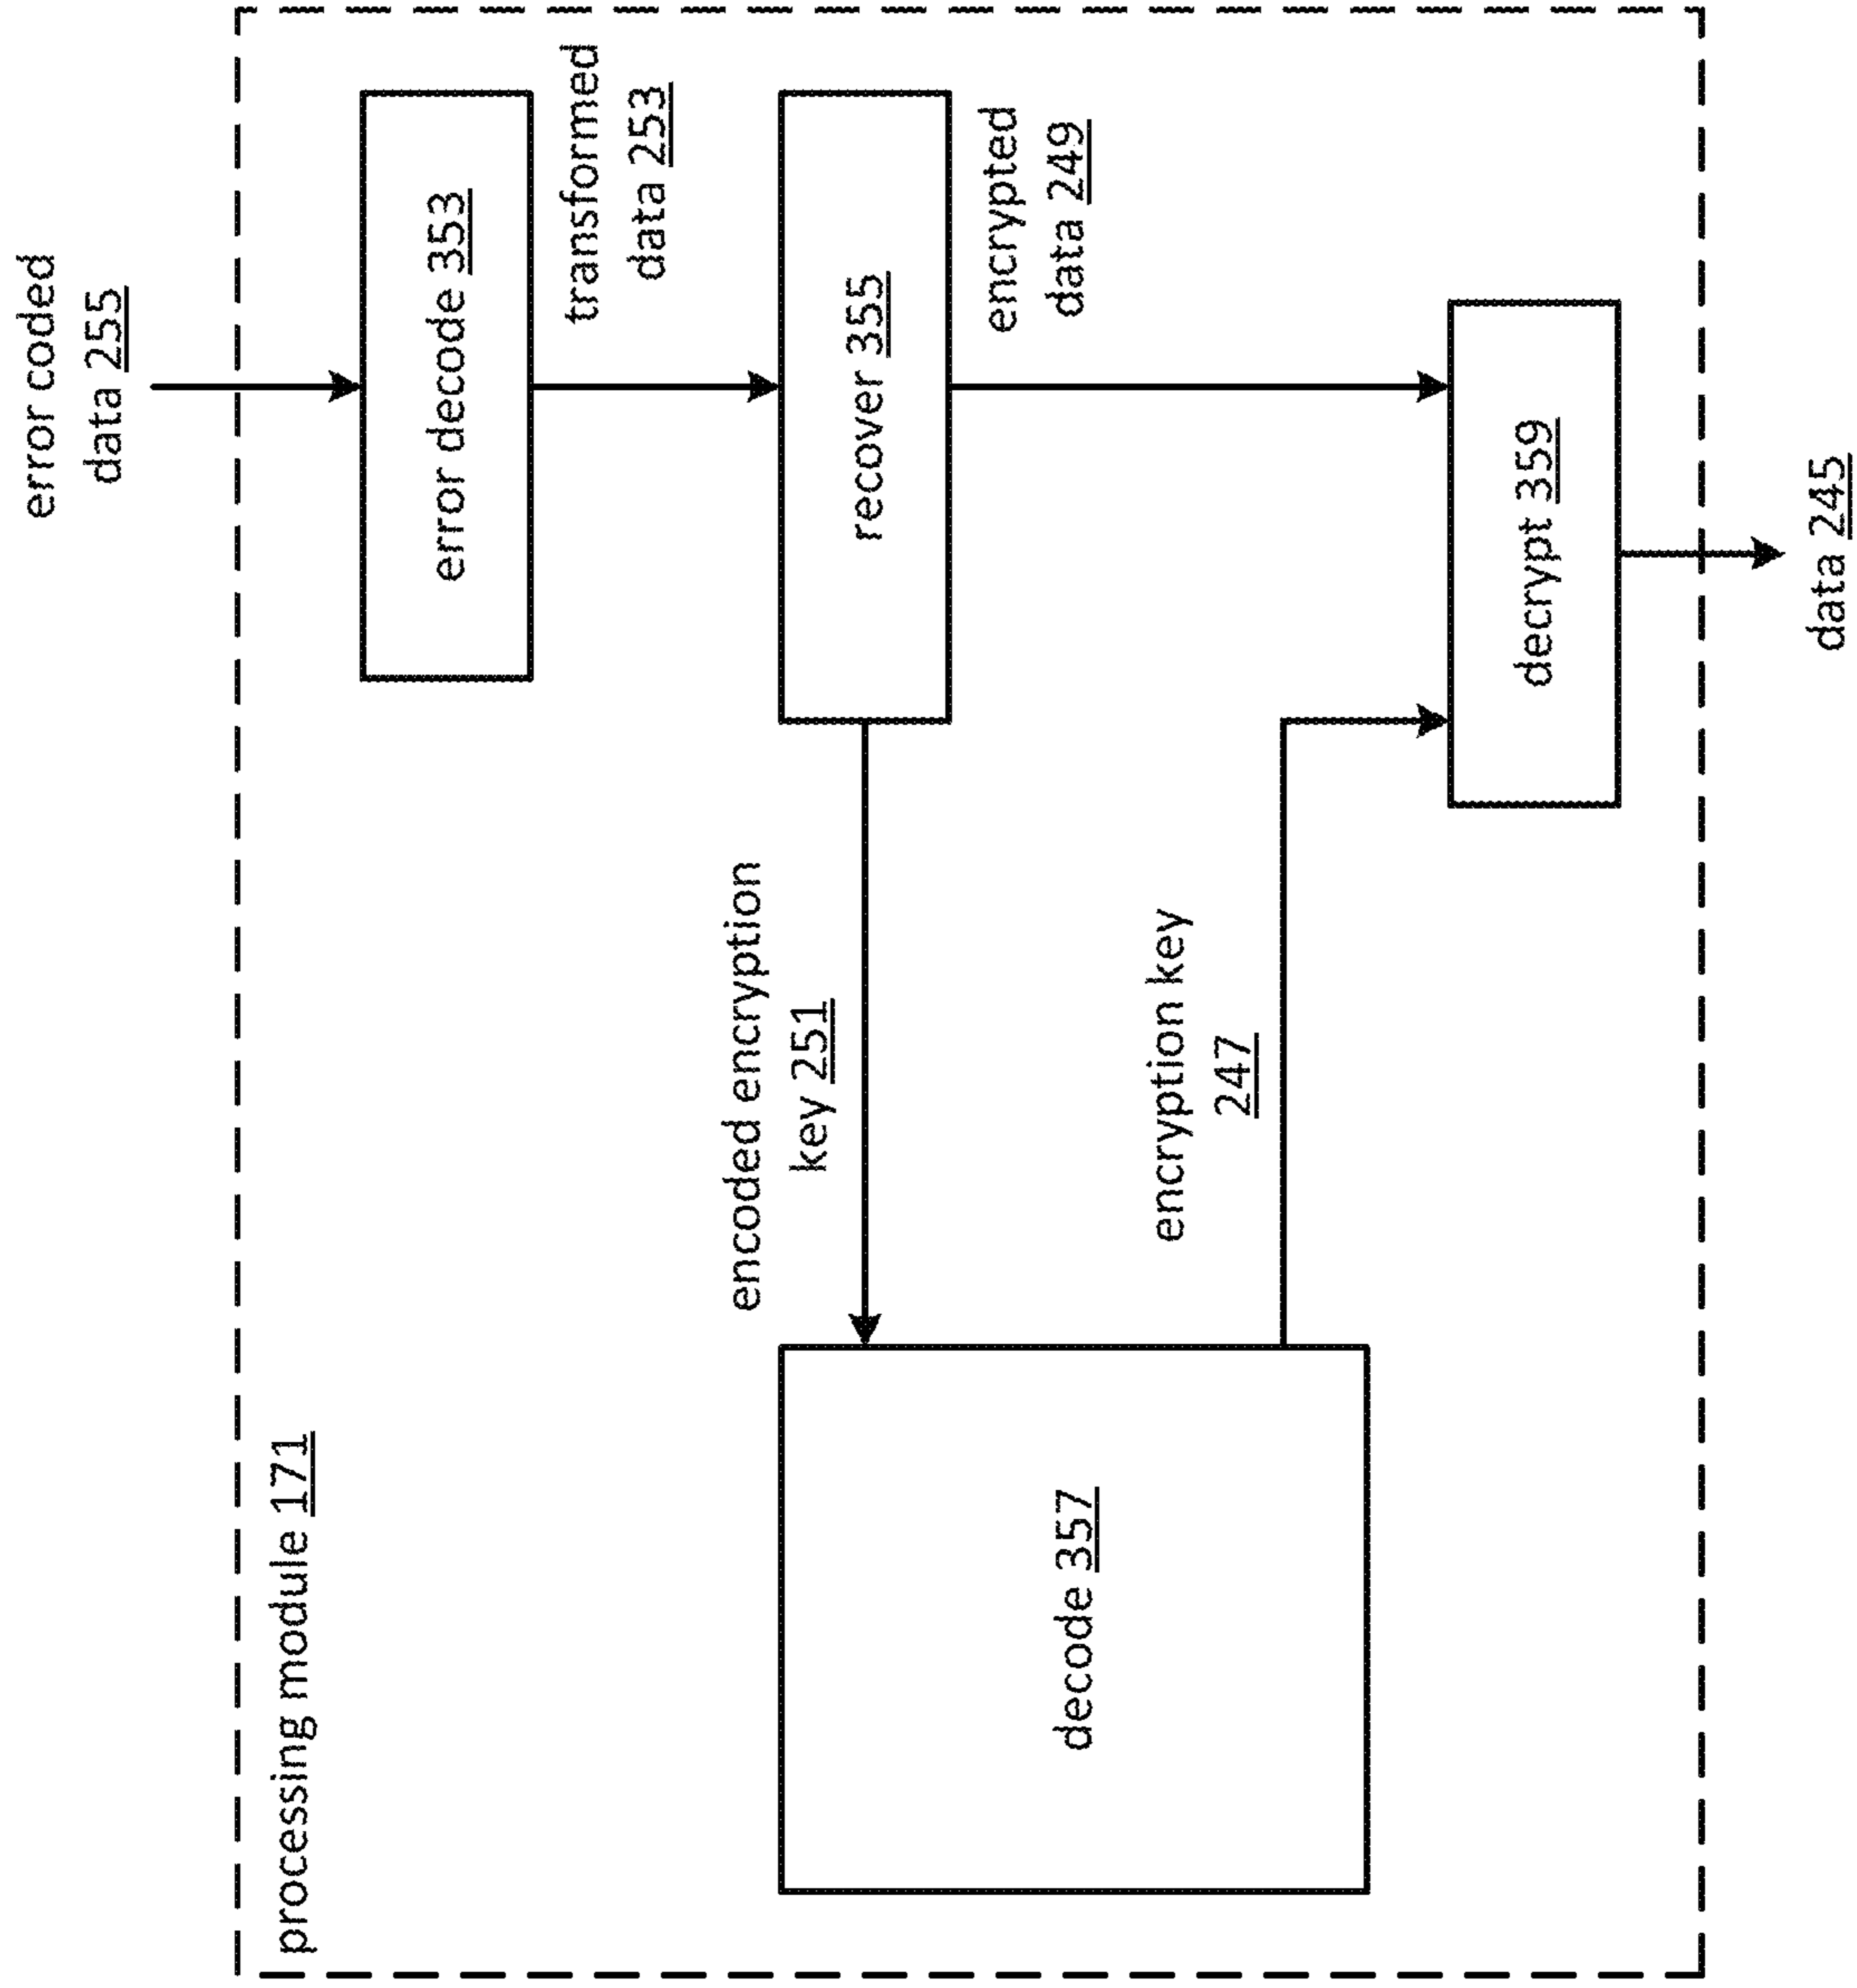 error coded
data 255
processing module 171
error decode 353
transformed
data 253
encoded encryption
key 251
recover 355
encrypted
data 249
decode 357
encryption key
247
decrypt 359
data 245